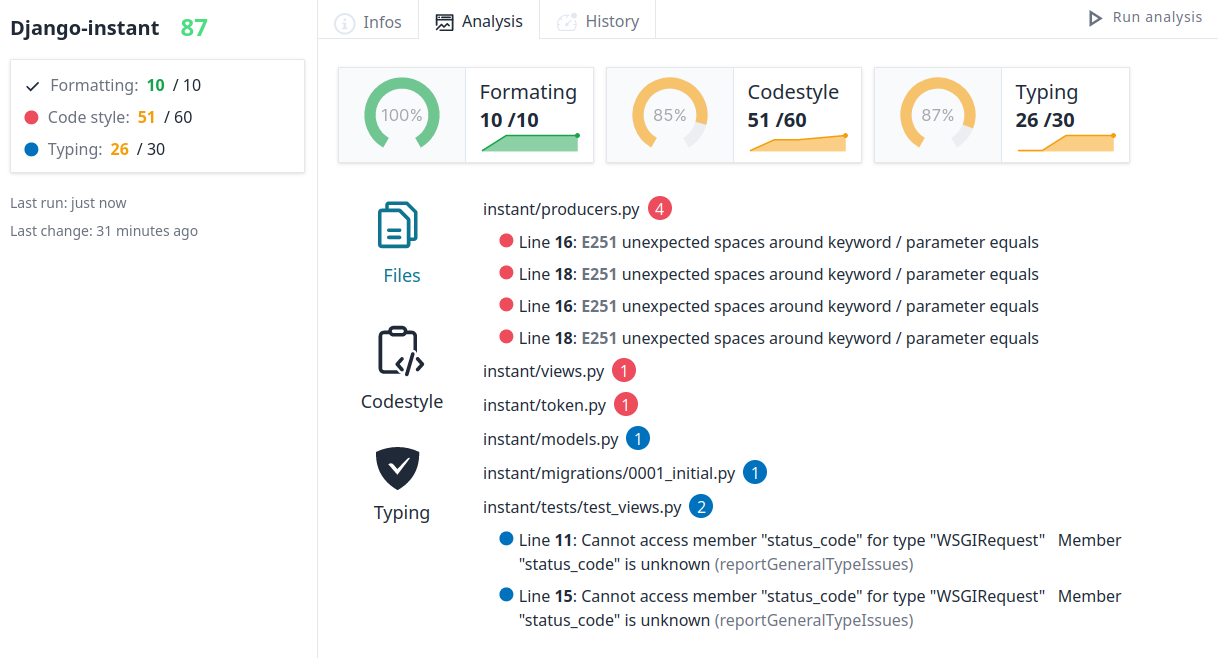 Django-instant 87
Formatting: 10 / 10
Code style: 51 / 60
Typing: 26 / 30
Last run: just now
Last change: 31 minutes ago
Infos
Analysis
History
Run analysis
100%
Formating
10 /10
85%
Codestyle
51 /60
87%
Typing
26 /30
Files
Codestyle
Typing
instant/producers.py 4
Line 16: E251 unexpected spaces around keyword / parameter equals
Line 18: E251 unexpected spaces around keyword / parameter equals
Line 16: E251 unexpected spaces around keyword / parameter equals
Line 18: E251 unexpected spaces around keyword / parameter equals
instant/views.py 1
instant/token.py 1
instant/models.py 1
instant/migrations/0001_initial.py 1
instant/tests/test_views.py 2
Line 11: Cannot access member "status_code" for type "WSGIRequest"   Member
"status_code" is unknown (reportGeneralTypeIssues)
Line 15: Cannot access member "status_code" for type "WSGIRequest"   Member
"status_code" is unknown (reportGeneralTypeIssues)